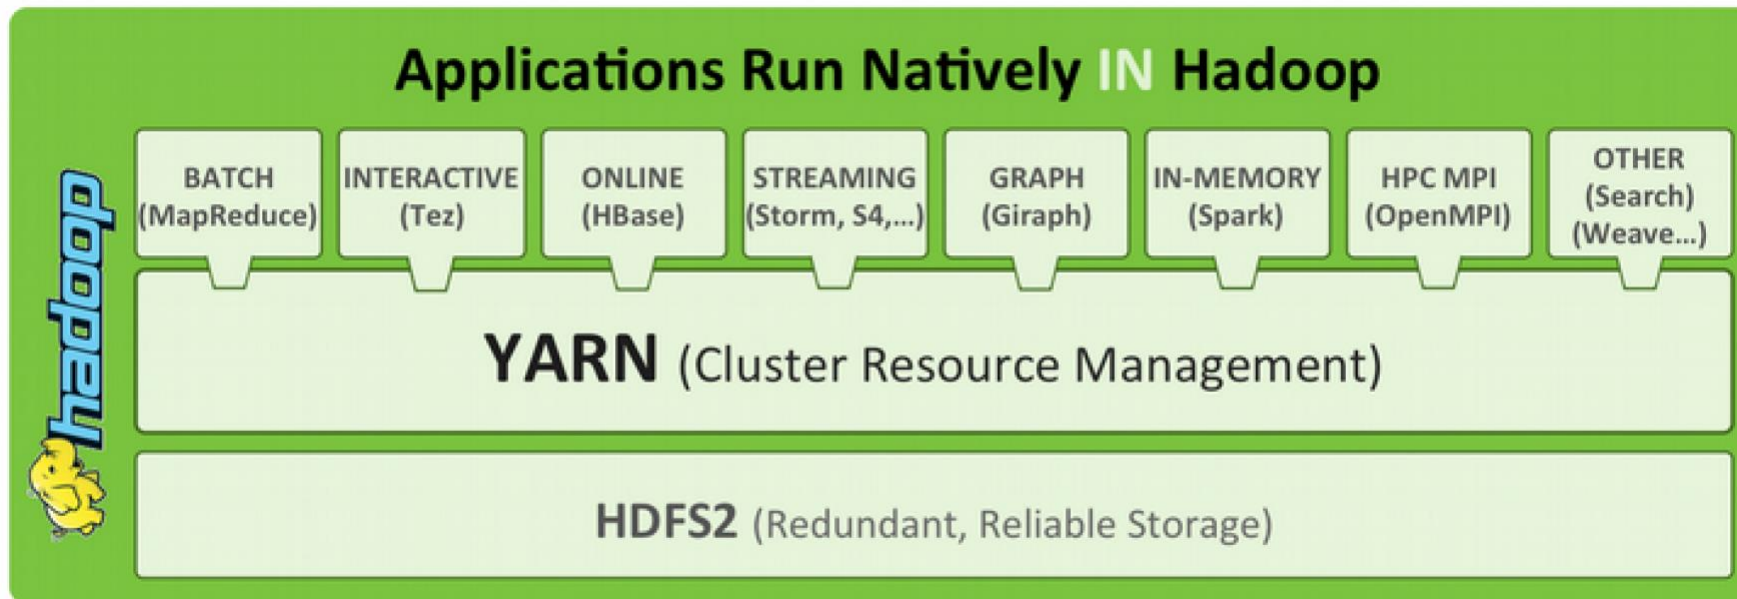 Applications Run Natively IN Hadoop
BATCH
(MapReduce)
INTERACTIVE
(Tez)
ONLINE
(HBase)
STREAMING
(Storm, S4,...)
GRAPH
(Giraph)
IN-MEMORY
(Spark)
HPC MPI
(OpenMPI)
OTHER
(Search)
(Weave...)
YARN (Cluster Resource Management)
HDFS2 (Redundant, Reliable Storage)
hadoop